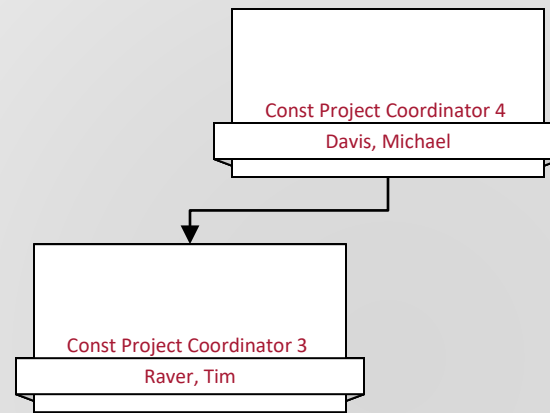 Const Project Coordinator 4
Davis, Michael
Const Project Coordinator 3
Raver, Tim